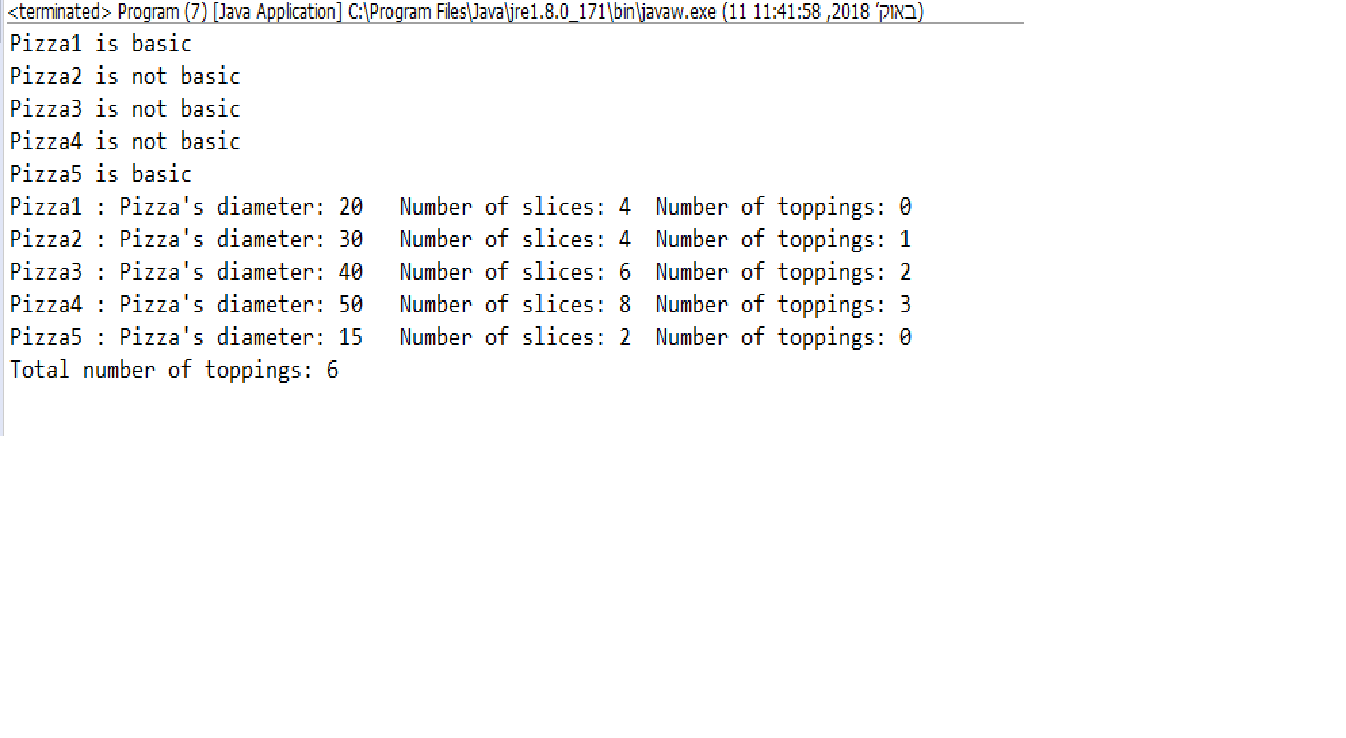 <terminated> Program (7) [Java Application] C:\Program Files\Java\jre1.8.0_171\bin\javaw.exe (11 באוק׳ 2018, 11:41:58)
Pizza1 is basic
Pizza2 is not basic
Pizza3 is not basic
Pizza4 is not basic
Pizza5 is basic
Pizza1 : Pizza's diameter: 20   Number of slices: 4  Number of toppings: 0
Pizza2 : Pizza's diameter: 30   Number of slices: 4  Number of toppings: 1
Pizza3 : Pizza's diameter: 40   Number of slices: 6  Number of toppings: 2
Pizza4 : Pizza's diameter: 50   Number of slices: 8  Number of toppings: 3
Pizza5 : Pizza's diameter: 15   Number of slices: 2  Number of toppings: 0
Total number of toppings: 6